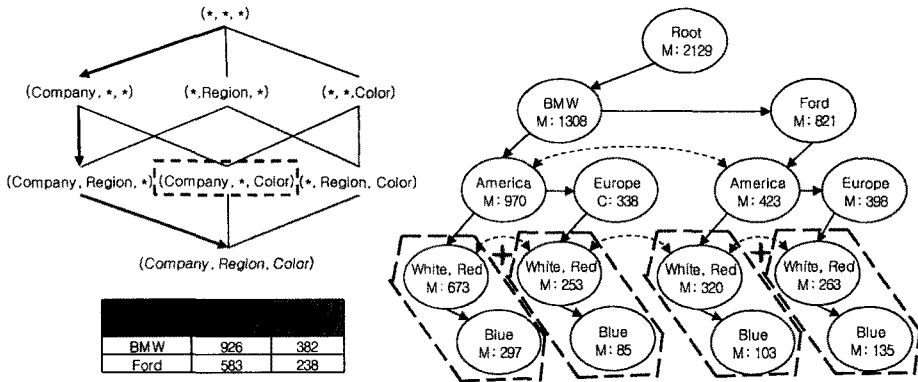 (*, *, *)
(Company, *, *)
(*, Region, *)
(*, *, Color)
(Company, Region, *)
(Company, *, Color)
(*, Region, Color)
(Company, Region, Color)
BMW 926 382
Ford 583 238
Root
M: 2129
BMW
M: 1308
Ford
M: 821
America
M: 970
Europe
C: 338
America
M: 423
Europe
M: 398
White, Red
M: 673
+
White, Red
M: 253
White, Red
M: 320
+
White, Red
M: 263
Blue
M: 297
Blue
M: 85
Blue
M: 103
Blue
M: 135